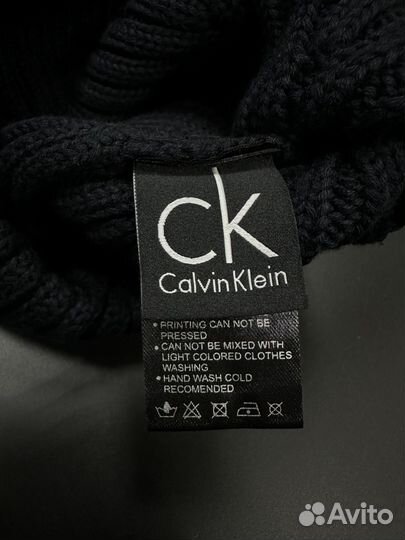 CK
Calvin Klein
• PRINTING CAN NOT BE
PRESSED
• CAN NOT BE MIXED WITH
LIGHT COLORED CLOTHES
WASHING
• HAND WASH COLD
RECOMENDED
Avito